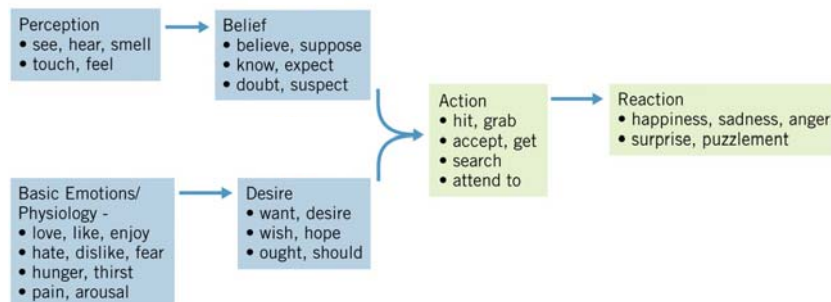 Perception
• see, hear, smell
• touch, feel
Belief
• believe, suppose
• know, expect
• doubt, suspect
Basic Emotions/
Physiology -
• love, like, enjoy
• hate, dislike, fear
• hunger, thirst
• pain, arousal
Desire
• want, desire
• wish, hope
• ought, should
Action
• hit, grab
• accept, get
• search
• attend to
Reaction
• happiness, sadness, anger
• surprise, puzzlement